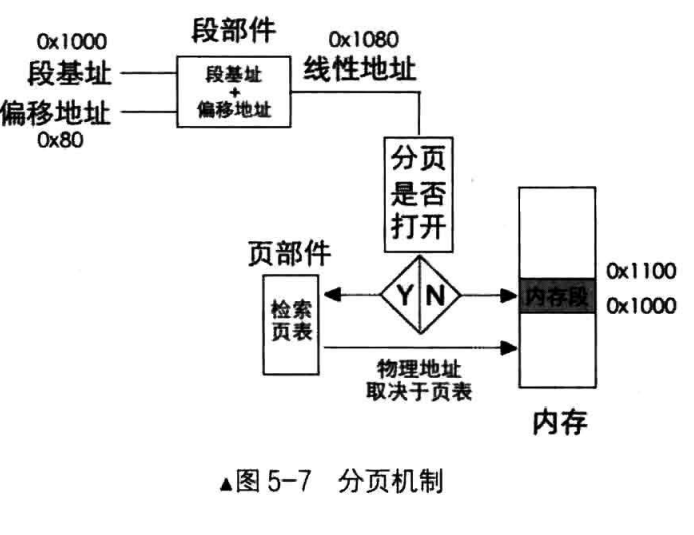 段部件
0x1000
段基址
偏移地址
0x80
段基址
+
偏移地址
0x1080
线性地址
分页
是否
打开
页部件
检索
页表
Y N
物理地址
取决于页表
0x1100
内存段
0x1000
内存
▲图 5-7 分页机制